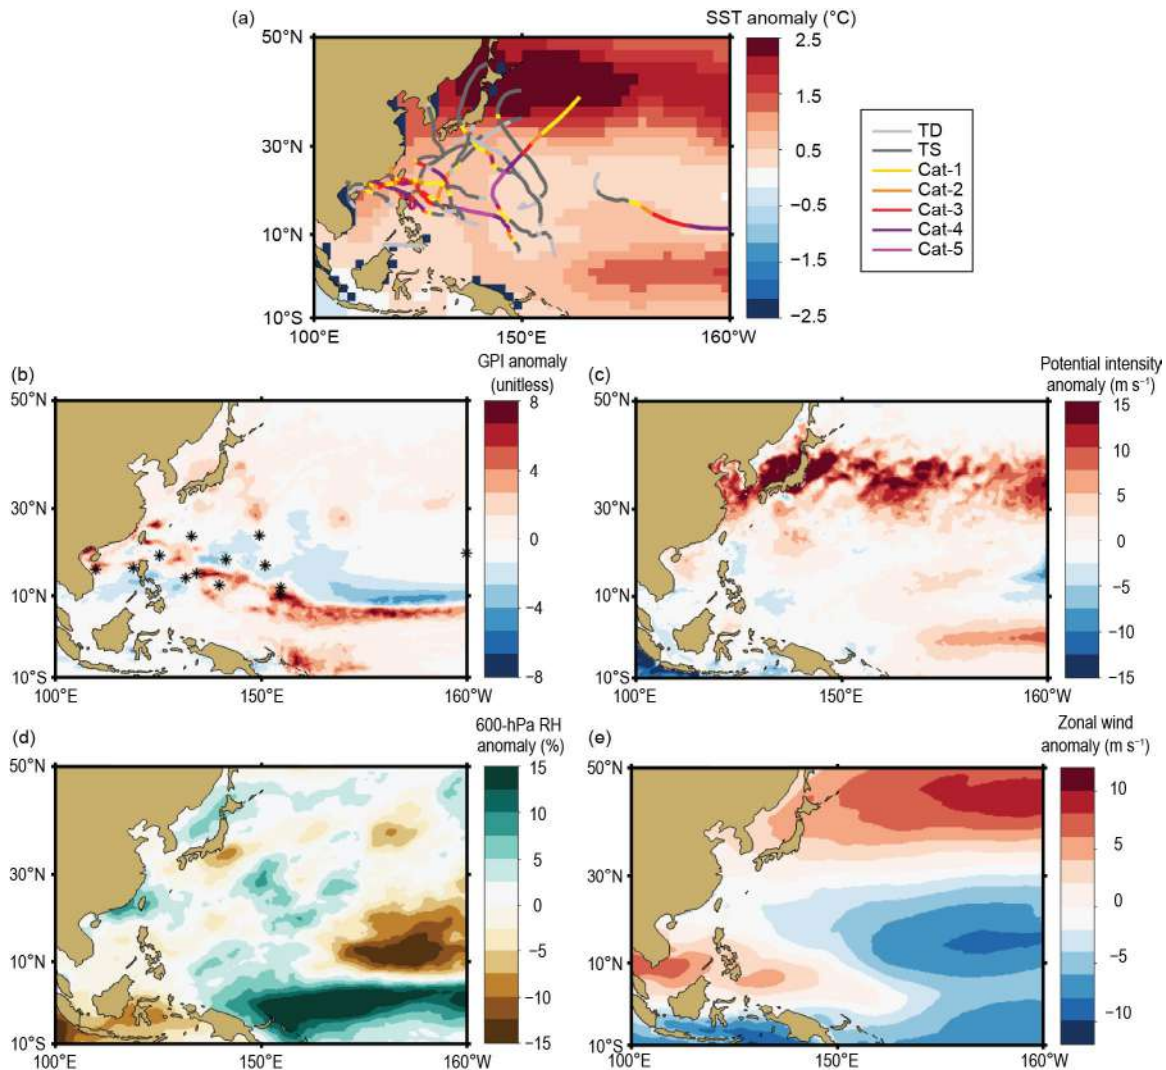 (a)
SST anomaly (°C)
50°N
30°N
10°N
10°S
100°E
150°E
160°W
2.5
1.5
0.5
−0.5
−1.5
−2.5
TD
TS
Cat-1
Cat-2
Cat-3
Cat-4
Cat-5
(b)
GPI anomaly
(unitless)
50°N
30°N
10°N
10°S
100°E
150°E
160°W
8
4
0
−4
−8
(c)
Potential intensity
anomaly (m s⁻¹)
50°N
30°N
10°N
10°S
100°E
150°E
160°W
15
10
5
0
−5
−10
−15
(d)
600-hPa RH
anomaly (%)
50°N
30°N
10°N
10°S
100°E
150°E
160°W
15
10
5
0
−5
−10
−15
(e)
Zonal wind
anomaly (m s⁻¹)
50°N
30°N
10°N
10°S
100°E
150°E
160°W
10
5
0
−5
−10